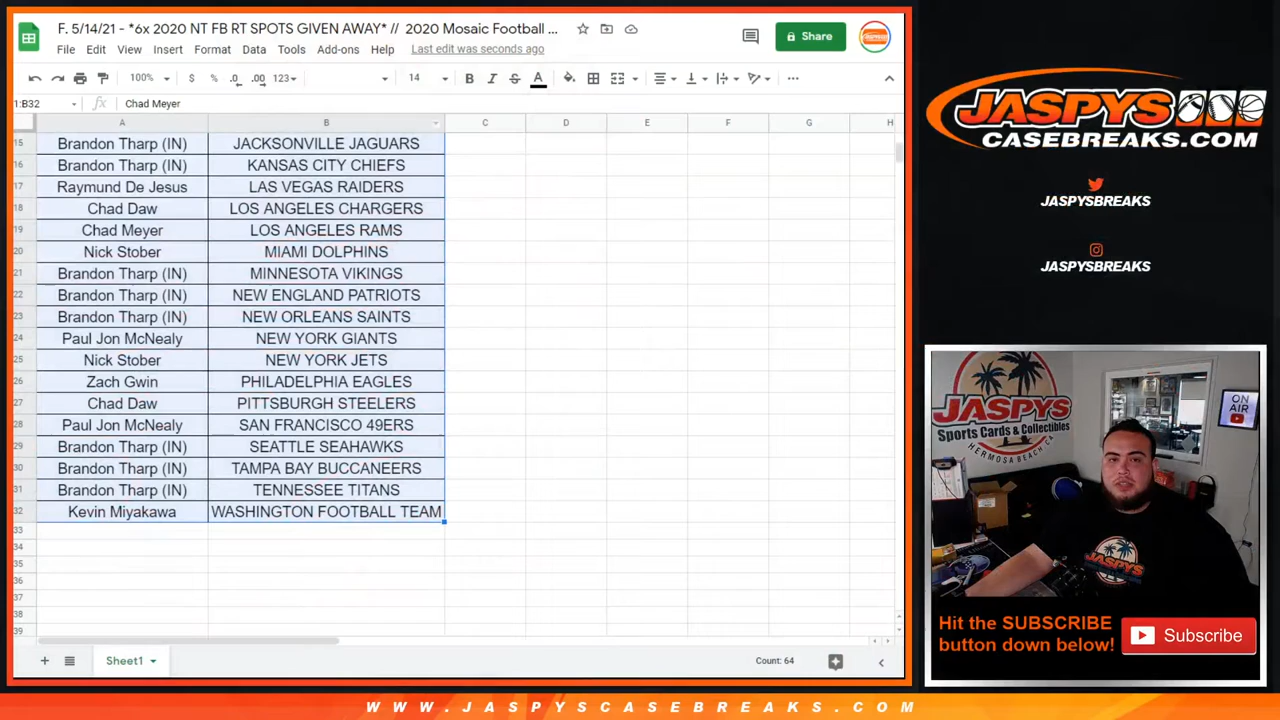 F. 5/14/21 - *6x 2020 NT FB RT SPOTS GIVEN AWAY* // 2020 Mosaic Football ...
File Edit View Insert Format Data Tools Add-ons Help Last edit was seconds ago
Share
100% $ % .0 .00 123 14 B I S A
1:B32 fx Chad Meyer
A B C D E F G H
15 Brandon Tharp (IN) JACKSONVILLE JAGUARS
16 Brandon Tharp (IN) KANSAS CITY CHIEFS
17 Raymund De Jesus LAS VEGAS RAIDERS
18 Chad Daw LOS ANGELES CHARGERS
19 Chad Meyer LOS ANGELES RAMS
20 Nick Stober MIAMI DOLPHINS
21 Brandon Tharp (IN) MINNESOTA VIKINGS
22 Brandon Tharp (IN) NEW ENGLAND PATRIOTS
23 Brandon Tharp (IN) NEW ORLEANS SAINTS
24 Paul Jon McNealy NEW YORK GIANTS
25 Nick Stober NEW YORK JETS
26 Zach Gwin PHILADELPHIA EAGLES
27 Chad Daw PITTSBURGH STEELERS
28 Paul Jon McNealy SAN FRANCISCO 49ERS
29 Brandon Tharp (IN) SEATTLE SEAHAWKS
30 Brandon Tharp (IN) TAMPA BAY BUCCANEERS
31 Brandon Tharp (IN) TENNESSEE TITANS
32 Kevin Miyakawa WASHINGTON FOOTBALL TEAM
33
34
35
36
37
38
39
Sheet1
Count: 64
JASPYS
CASEBREAKS.COM
JASPYSBREAKS
JASPYSBREAKS
JASPYS
Sports Cards & Collectibles
HERMOSA BEACH CA
ON
AIR
JASPYS
Hit the SUBSCRIBE
button down below!
Subscribe
WWW.JASPYSCASEBREAKS.COM